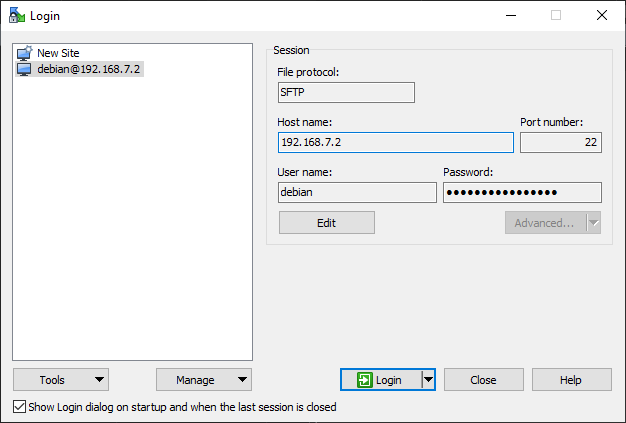 Login
New Site
debian@192.168.7.2
Session
File protocol:
SFTP
Host name:
Port number:
192.168.7.2
22
User name:
Password:
debian
••••••••••••••••
Edit
Advanced...
Tools
Manage
Login
Close
Help
Show Login dialog on startup and when the last session is closed